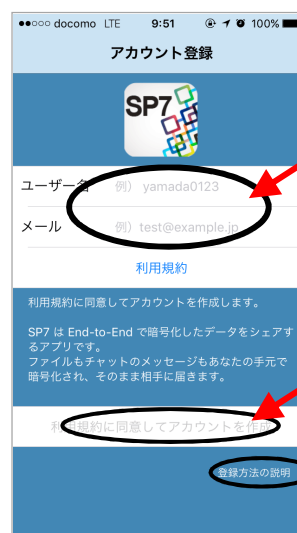 docomo LTE 9:51 100%
アカウント登録
SP7
ユーザー名 例） yamada0123
メール 例） test@example.jp
利用規約
利用規約に同意してアカウントを作成します。
SP7 は End-to-End で暗号化したデータをシェアす
るアプリです。
ファイルもチャットのメッセージもあなたの手元で
暗号化され、そのまま相手に届きます。
利用規約に同意してアカウントを作成
登録方法の説明